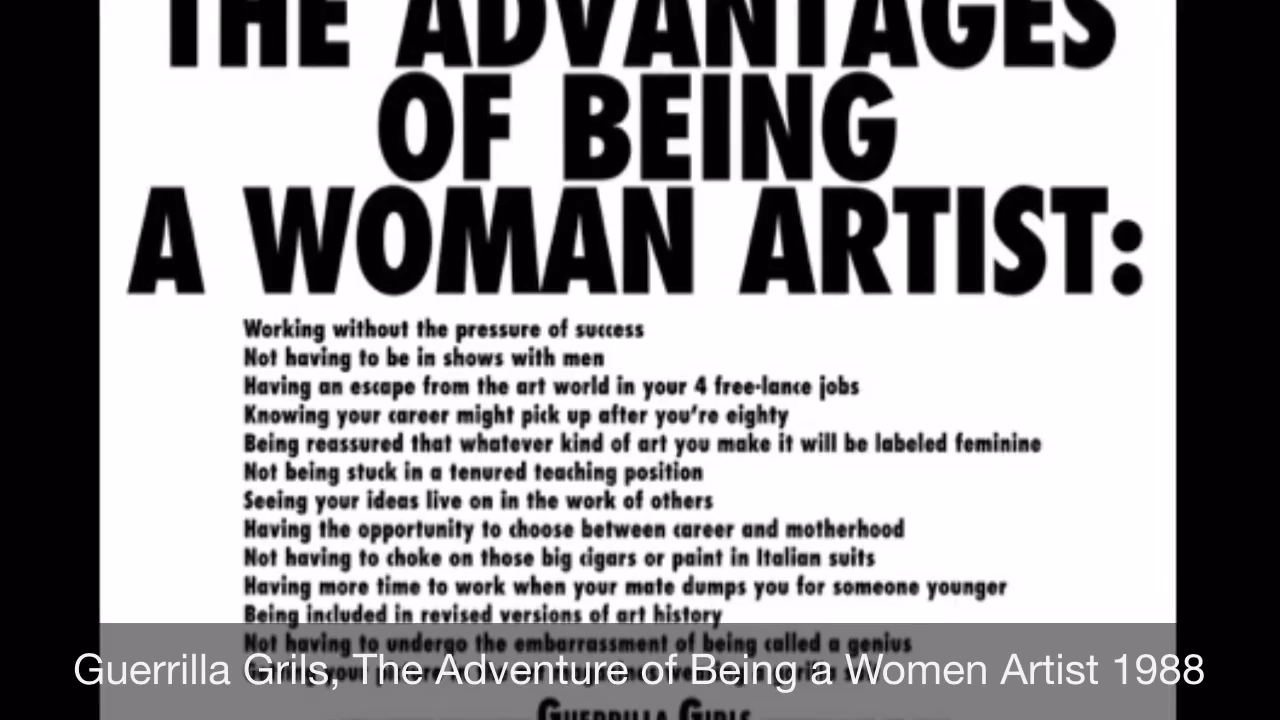 THE ADVANTAGES
OF BEING
A WOMAN ARTIST:
Working without the pressure of success
Not having to be in shows with men
Having an escape from the art world in your 4 free-lance jobs
Knowing your career might pick up after you're eighty
Being reassured that whatever kind of art you make it will be labeled feminine
Not being stuck in a tenured teaching position
Seeing your ideas live on in the work of others
Having the opportunity to choose between career and motherhood
Not having to choke on those big cigars or paint in Italian suits
Having more time to work when your mate dumps you for someone younger
Being included in revised versions of art history
Not having to undergo the embarrassment of being called a genius
Guerrilla Grils, The Adventure of Being a Women Artist 1988
GUERRILLA GIRLS